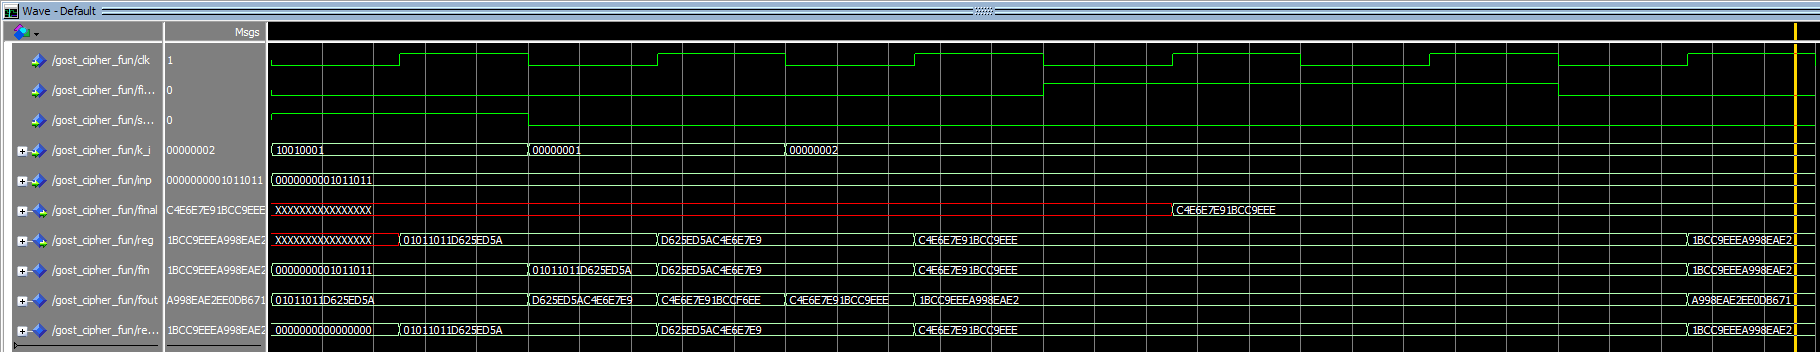 Wave - Default
Msgs
/gost_cipher_fun/clk 1
/gost_cipher_fun/fi... 0
/gost_cipher_fun/s... 0
/gost_cipher_fun/k_i 00000002 10010001 00000001 00000002
/gost_cipher_fun/inp 0000000001011011 0000000001011011
/gost_cipher_fun/final C4E6E7E91BCC9EEE XXXXXXXXXXXXXXXX C4E6E7E91BCC9EEE
/gost_cipher_fun/reg 1BCC9EEEA998EAE2 XXXXXXXXXXXXXXXX 01011011D625ED5A D625ED5AC4E6E7E9 C4E6E7E91BCC9EEE 1BCC9EEEA998EAE2
/gost_cipher_fun/fin 1BCC9EEEA998EAE2 0000000001011011 01011011D625ED5A D625ED5AC4E6E7E9 C4E6E7E91BCC9EEE 1BCC9EEEA998EAE2
/gost_cipher_fun/fout A998EAE2EE0DB671 01011011D625ED5A D625ED5AC4E6E7E9 C4E6E7E91BCCF6EE C4E6E7E91BCC9EEE 1BCC9EEEA998EAE2 A998EAE2EE0DB671
/gost_cipher_fun/re... 1BCC9EEEA998EAE2 0000000000000000 01011011D625ED5A D625ED5AC4E6E7E9 C4E6E7E91BCC9EEE 1BCC9EEEA998EAE2